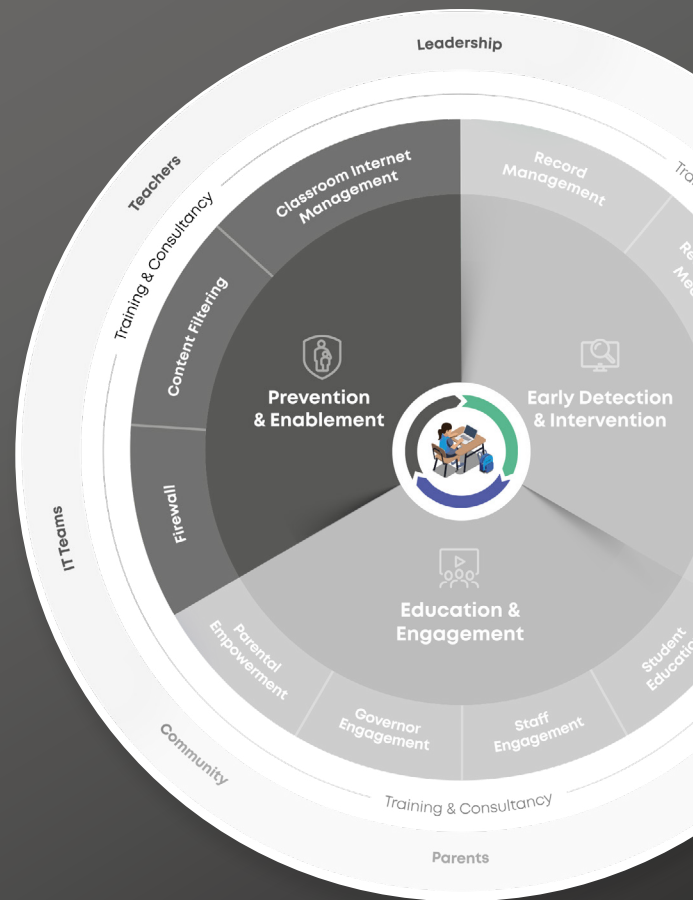 Leadership
Teachers
Training & Consultancy
Classroom Internet
Management
Record
Management
Content Filtering
Prevention
& Enablement
Early Detection
& Intervention
Firewall
IT Teams
Education &
Engagement
Parental
Empowerment
Governor
Engagement
Staff
Engagement
Student
Community
Training & Consultancy
Parents